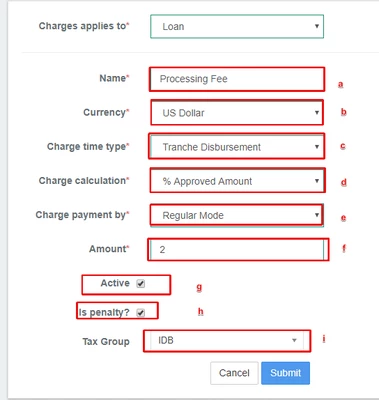 Charges applies to* Loan
Name* Processing Fee a
Currency* US Dollar b
Charge time type* Tranche Disbursement c
Charge calculation* % Approved Amount d
Charge payment by* Regular Mode e
Amount* 2 f
Active g
Is penalty? h
Tax Group IDB i
Cancel Submit